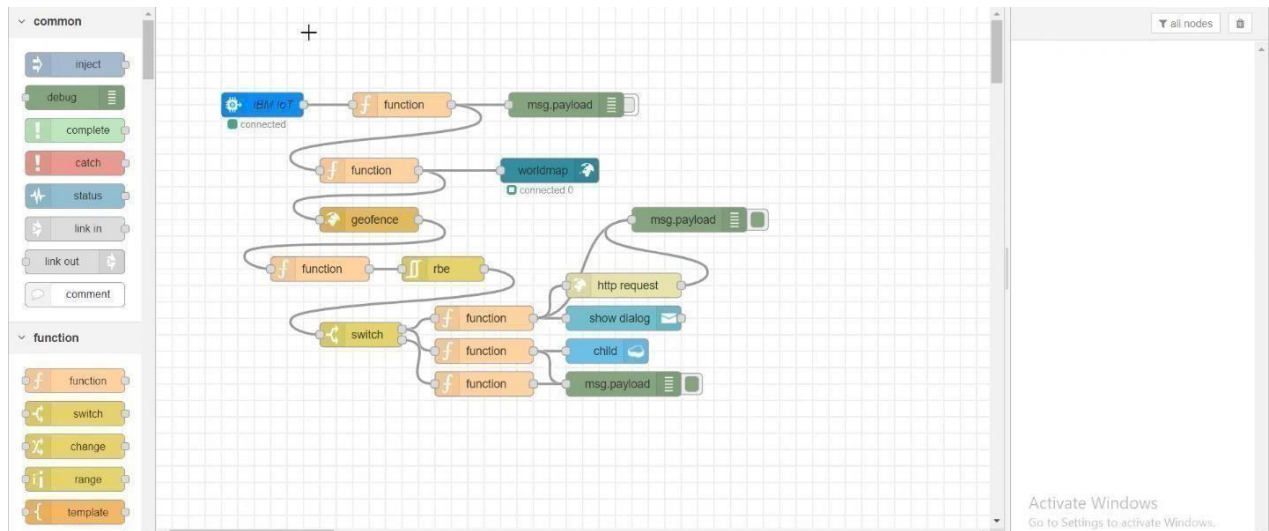 common
all nodes
inject
debug
complete
catch
status
link in
link out
comment
function
function
switch
change
range
template
IBM IoT
connected
function
msg.payload
function
worldmap
connected:0
geofence
msg.payload
function
rbe
http request
switch
function
show dialog
function
child
function
msg.payload
Activate Windows
Go to Settings to activate Windows.